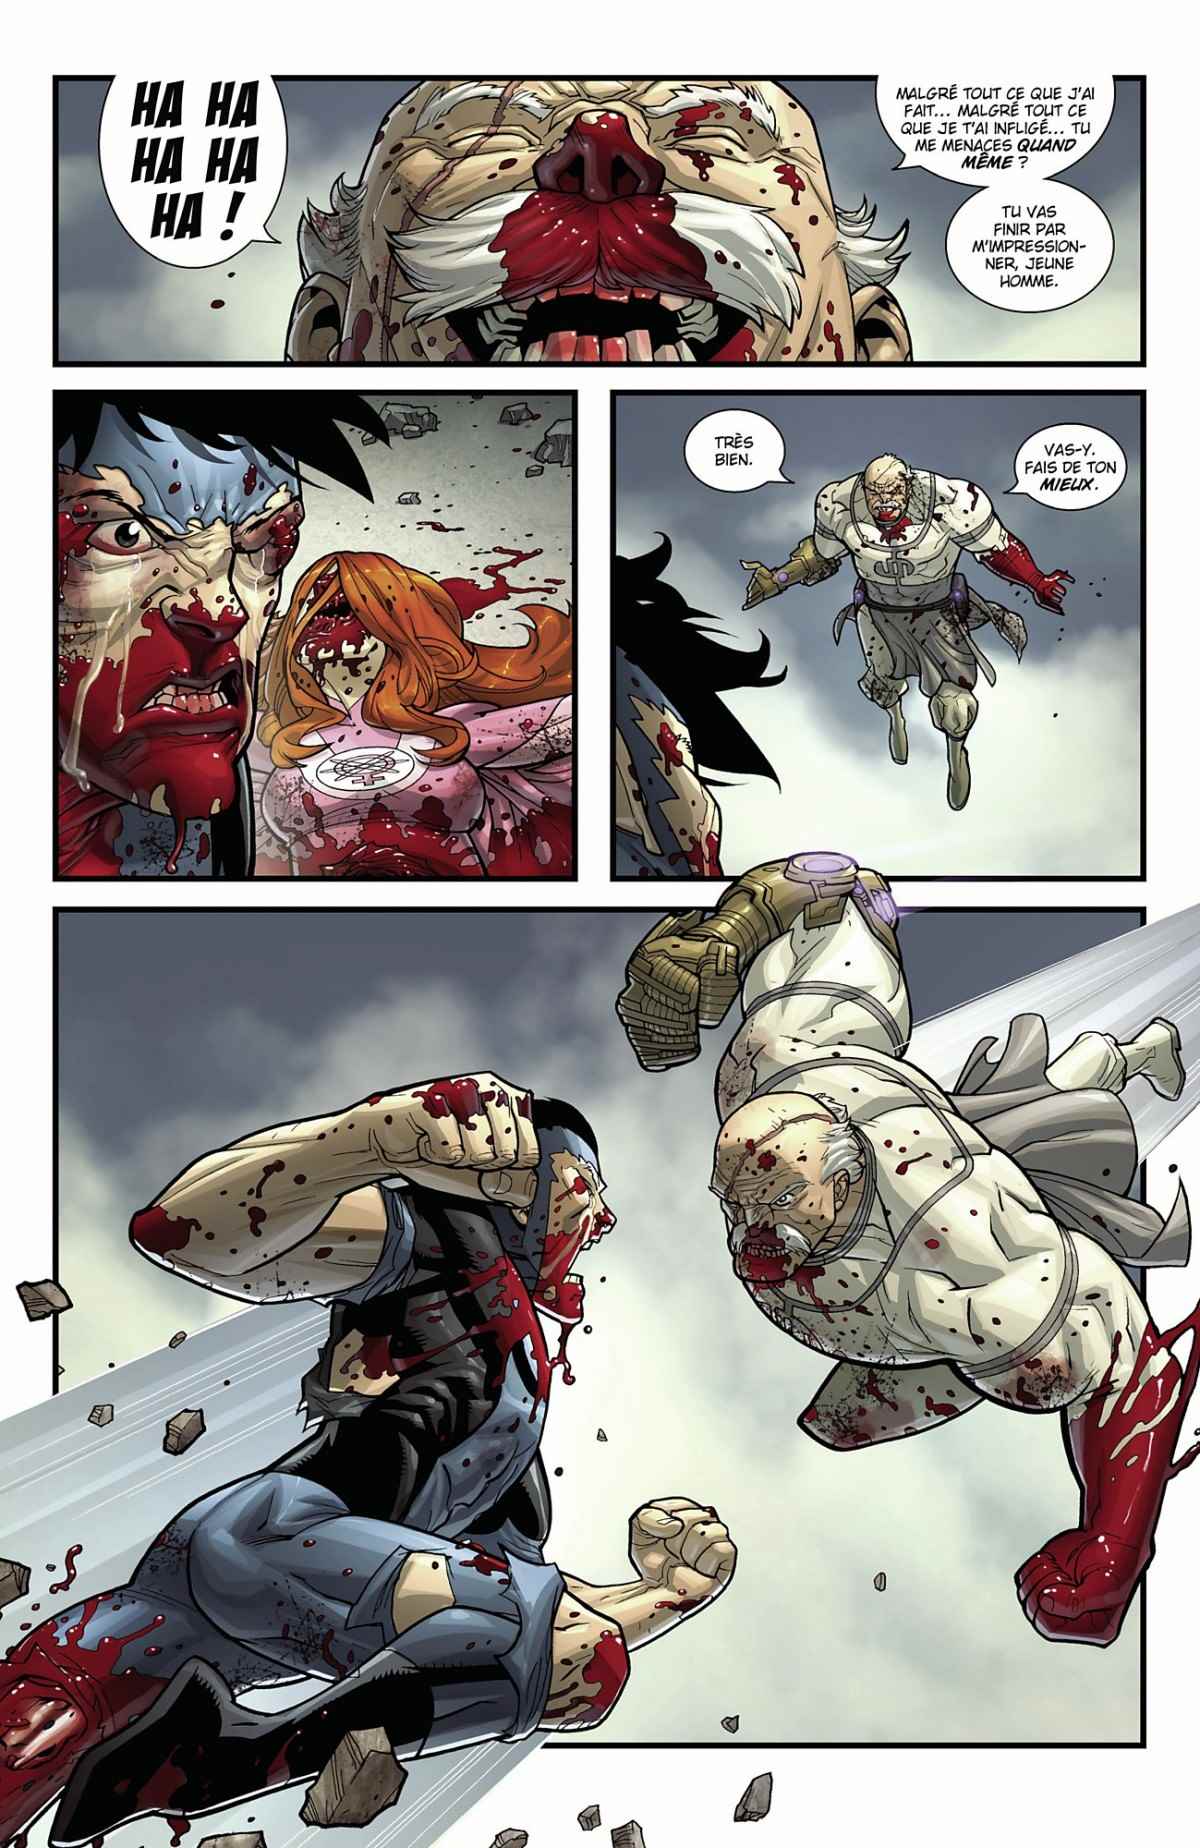 HA HA
HA HA
HA !
MALGRÉ TOUT CE QUE J'AI
FAIT... MALGRÉ TOUT CE
QUE JE T'AI INFLIGÉ... TU
ME MENACES QUAND
MÊME ?
TU VAS
FINIR PAR
M'IMPRESSION-
NER, JEUNE
HOMME.
TRÈS
BIEN.
VAS-Y.
FAIS DE TON
MIEUX.